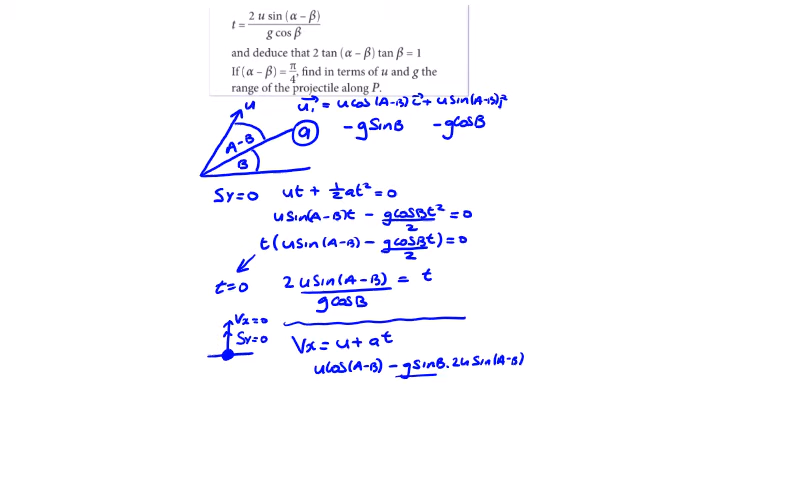 t = 2 u sin (α − β) / g cos β
and deduce that 2 tan (α − β) tan β = 1
If (α − β) = π/4, find in terms of u and g the
range of the projectile along P.
u⃗₁ = u cos(A−B) i⃗ + u sin(A−B) j⃗
−g sin B −g cos B
u
A−B
B
a
Sy = 0 ut + ½at² = 0
u sin(A−B)t − g cos B t² / 2 = 0
t(u sin(A−B) − g cos B t / 2) = 0
t = 0 2 u sin(A−B) / g cos B = t
Vx = 0
Sy = 0
Vx = u + at
u cos(A−B) − g sin B . 2u sin(A−B)